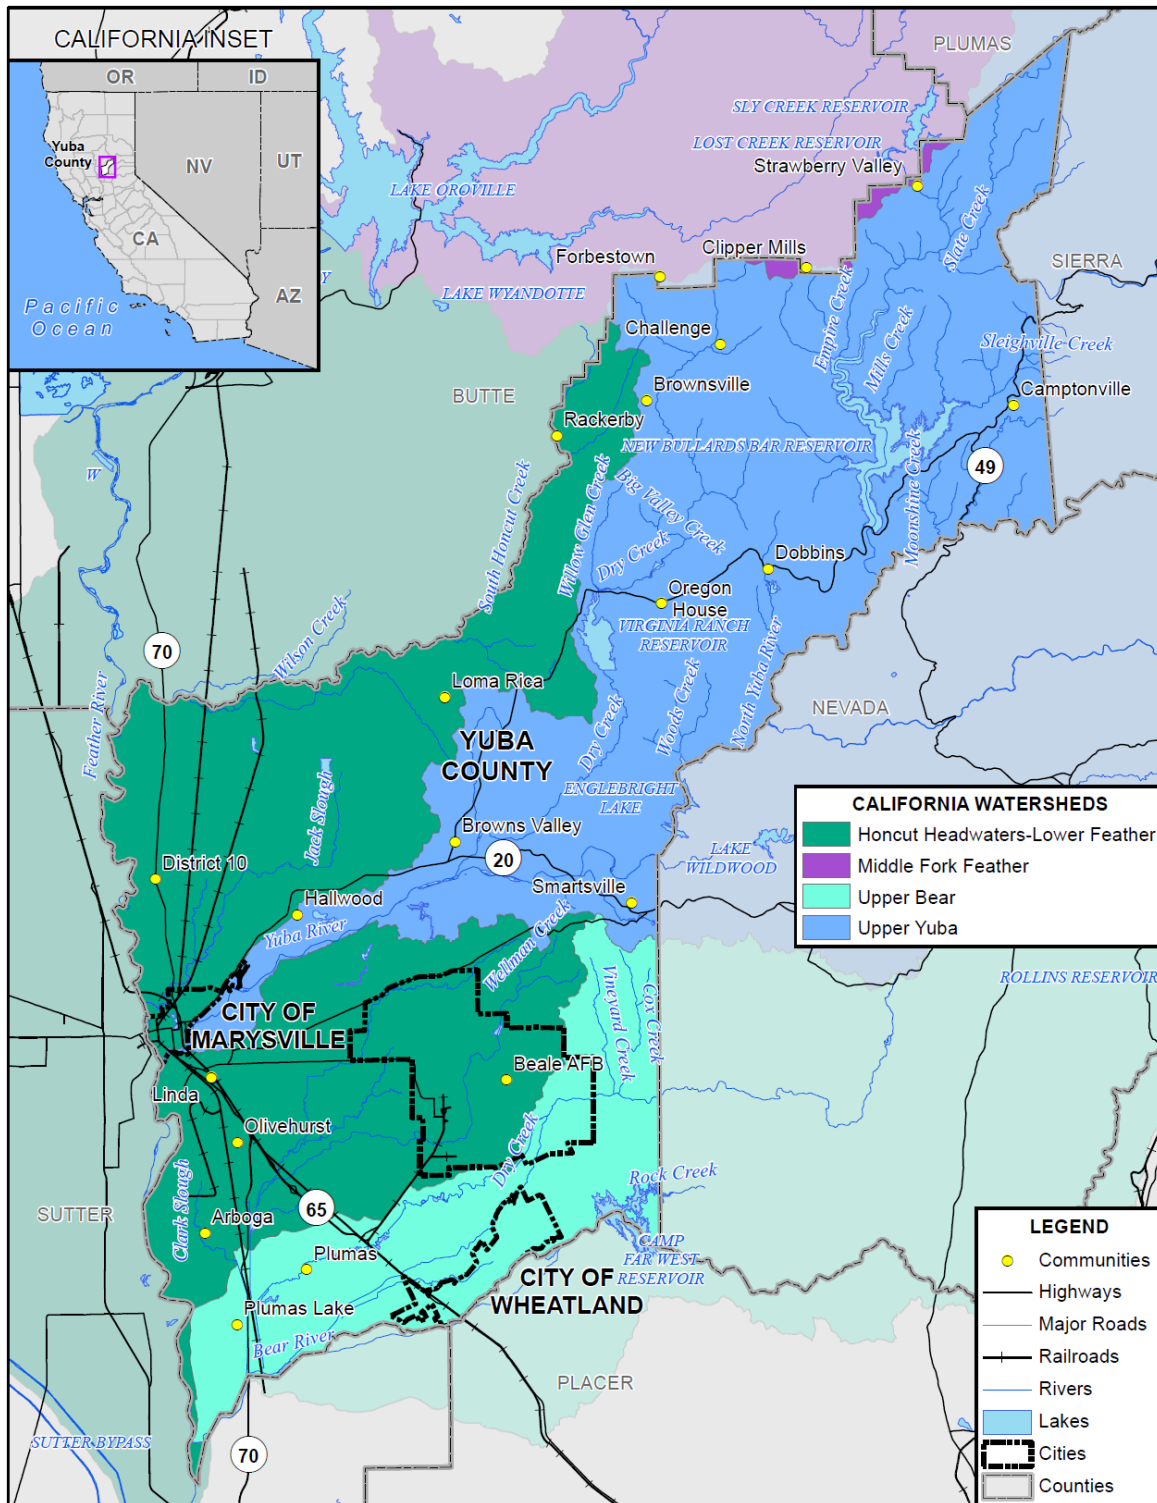 CALIFORNIA INSET
OR
ID
Yuba
County
NV
UT
CA
AZ
Pacific
Ocean
PLUMAS
SLY CREEK RESERVOIR
LOST CREEK RESERVOIR
Strawberry Valley
LAKE OROVILLE
Slate Creek
Forbestown
Clipper Mills
SIERRA
Y
LAKE WYANDOTTE
Challenge
Empire Creek
Mills Creek
Sleighville Creek
BUTTE
Brownsville
Camptonville
Rackerby
NEW BULLARDS BAR RESERVOIR
W
49
South Honcut Creek
Willow Glen Creek
Big Valley Creek
Moonshine Creek
Dry Creek
Dobbins
Oregon
House
VIRGINIA RANCH
RESERVOIR
70
Wilson Creek
Loma Rica
Feather River
Woods Creek
North Yuba River
NEVADA
YUBA
COUNTY
Dry Creek
ENGLEBRIGHT
LAKE
Jack Slough
CALIFORNIA WATERSHEDS
Honcut Headwaters-Lower Feather
Middle Fork Feather
Upper Bear
Upper Yuba
Browns Valley
20
LAKE
WILDWOOD
District 10
Smartsville
Hallwood
Yuba River
Wellman Creek
Vineyard Creek
Cox Creek
ROLLINS RESERVOIR
CITY OF
MARYSVILLE
Beale AFB
Linda
Olivehurst
Dry Creek
Rock Creek
SUTTER
Clark Slough
65
Arboga
Plumas
CAMP
FAR WEST
RESERVOIR
CITY OF
WHEATLAND
Plumas Lake
Bear River
PLACER
SUTTER BYPASS
70
LEGEND
Communities
Highways
Major Roads
Railroads
Rivers
Lakes
Cities
Counties